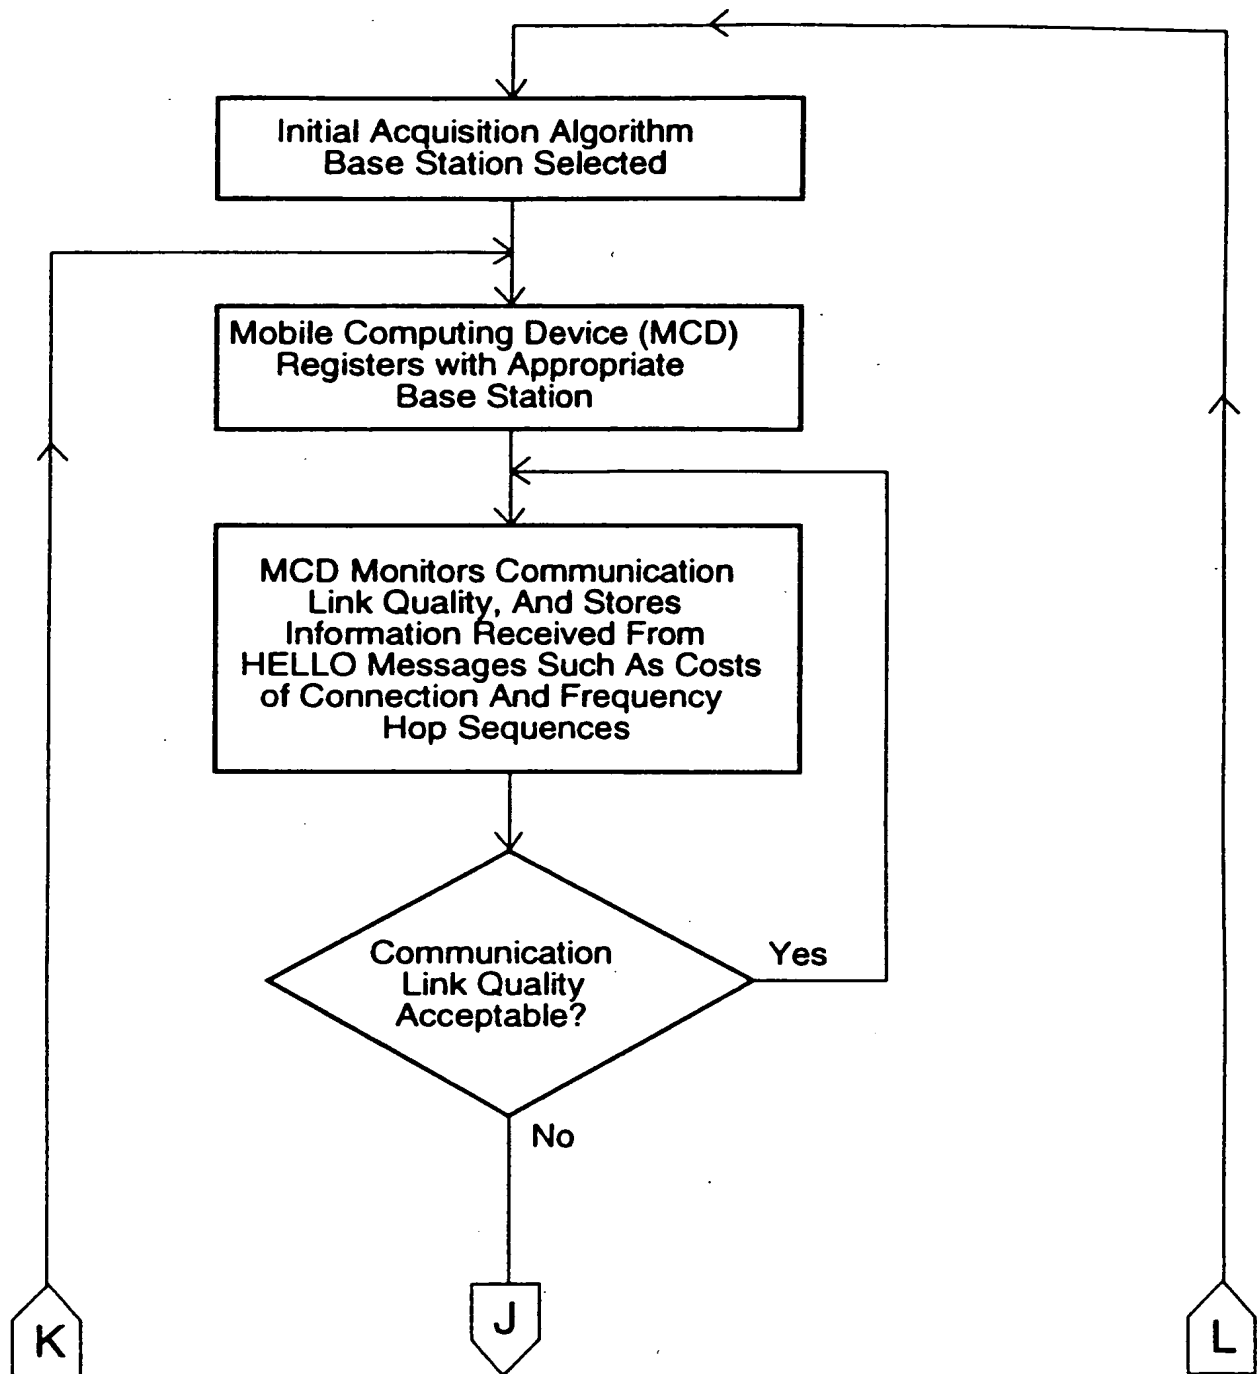 Initial Acquisition Algorithm
Base Station Selected
Mobile Computing Device (MCD)
Registers with Appropriate
Base Station
MCD Monitors Communication
Link Quality, And Stores
Information Received From
HELLO Messages Such As Costs
of Connection And Frequency
Hop Sequences
Communication
Link Quality
Acceptable?
Yes
No
K
J
L